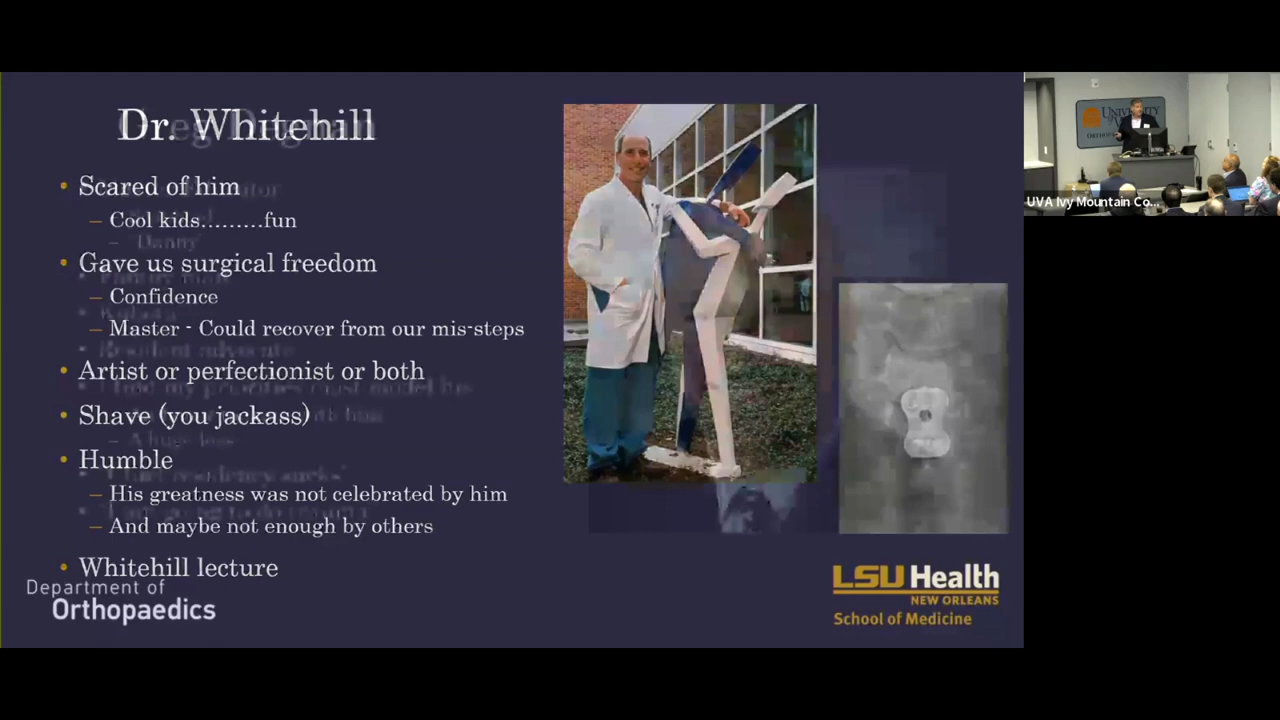 Dr. Whitehill
• Scared of him
– Cool kids.........fun
• Gave us surgical freedom
– Confidence
– Master - Could recover from our mis-steps
• Artist or perfectionist or both
• Shave (you jackass)
• Humble
– His greatness was not celebrated by him
– And maybe not enough by others
• Whitehill lecture
Department of
Orthopaedics
LSU Health
NEW ORLEANS
School of Medicine
UNIVERSITY
UVA Ivy Mountain Co...